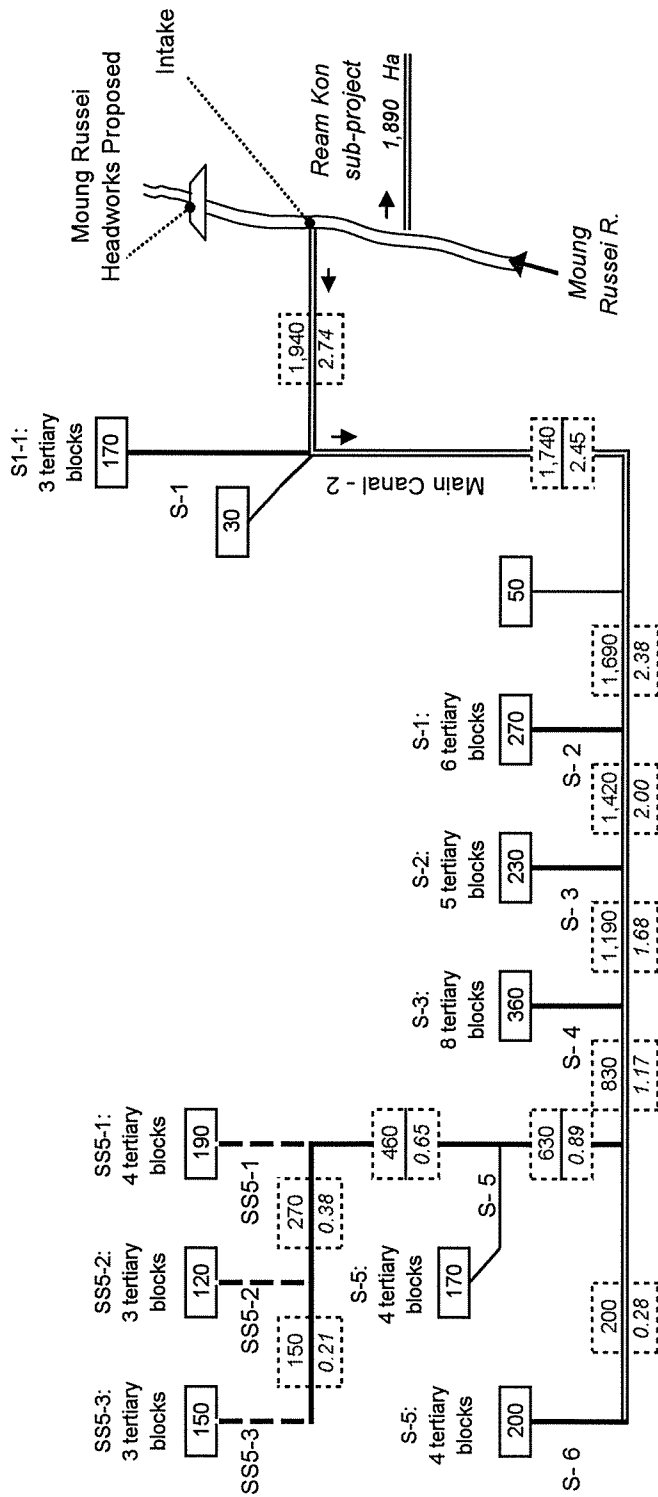 Moung Russei
Headworks Proposed
Intake
Ream Kon
sub-project
1,890 Ha
Moung
Russei R.
1,940
2.74
S1-1:
3 tertiary
blocks
170
S-1
30
Main Canal - 2
1,740
2.45
50
1,690
2.38
S-1:
6 tertiary
blocks
270
S- 2
1,420
2.00
S-2:
5 tertiary
blocks
230
S- 3
1,190
1.68
S-3:
8 tertiary
blocks
360
S- 4
830
1.17
630
0.89
S- 5
S-5:
4 tertiary
blocks
170
460
0.65
SS5-1:
4 tertiary
blocks
190
SS5-1
270
0.38
SS5-2:
3 tertiary
blocks
120
SS5-2
150
0.21
SS5-3:
3 tertiary
blocks
150
SS5-3
200
0.28
S-5:
4 tertiary
blocks
200
S- 6